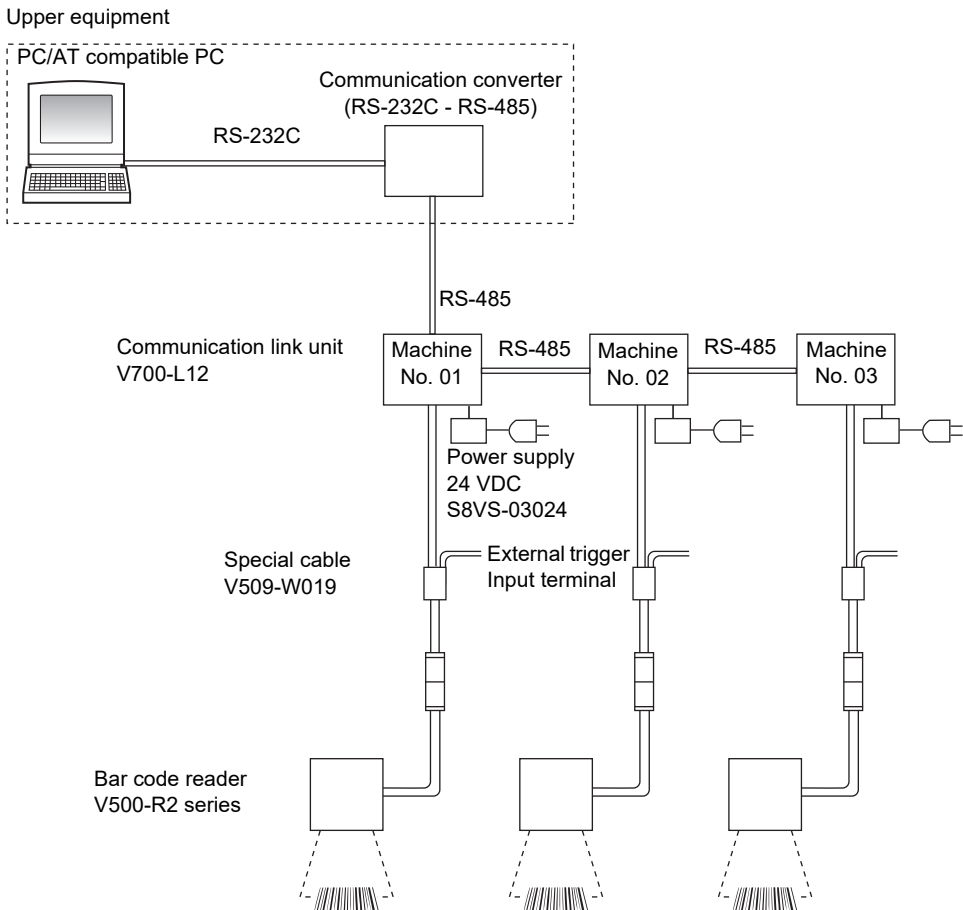 Upper equipment
PC/AT compatible PC
Communication converter
(RS-232C - RS-485)
RS-232C
RS-485
Communication link unit
V700-L12
Machine
No. 01
RS-485
Machine
No. 02
RS-485
Machine
No. 03
Power supply
24 VDC
S8VS-03024
Special cable
V509-W019
External trigger
Input terminal
Bar code reader
V500-R2 series